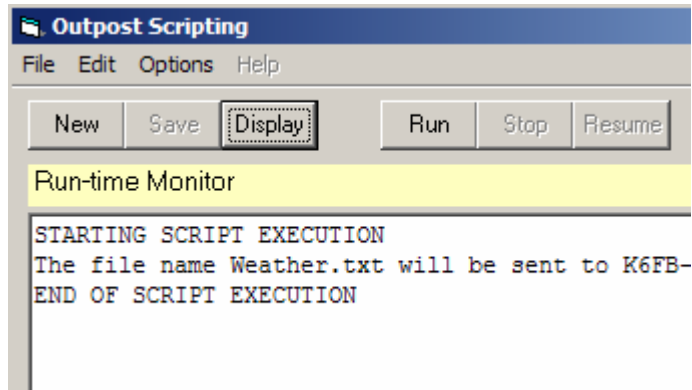 Outpost Scripting
File Edit Options Help
New Save Display Run Stop Resume
Run-time Monitor
STARTING SCRIPT EXECUTION
The file name Weather.txt will be sent to K6FB-
END OF SCRIPT EXECUTION